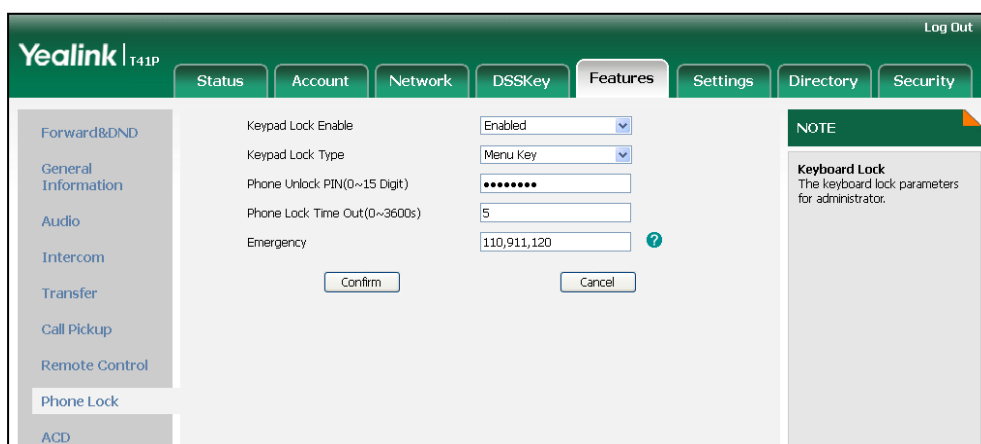 Log Out
Yealink | T41P
Status Account Network DSSKey Features Settings Directory Security
Forward&DND
General
Information
Audio
Intercom
Transfer
Call Pickup
Remote Control
Phone Lock
ACD
Keypad Lock Enable Enabled
Keypad Lock Type Menu Key
Phone Unlock PIN(0~15 Digit) ••••••••
Phone Lock Time Out(0~3600s) 5
Emergency 110,911,120 ?
Confirm Cancel
NOTE
Keyboard Lock
The keyboard lock parameters
for administrator.